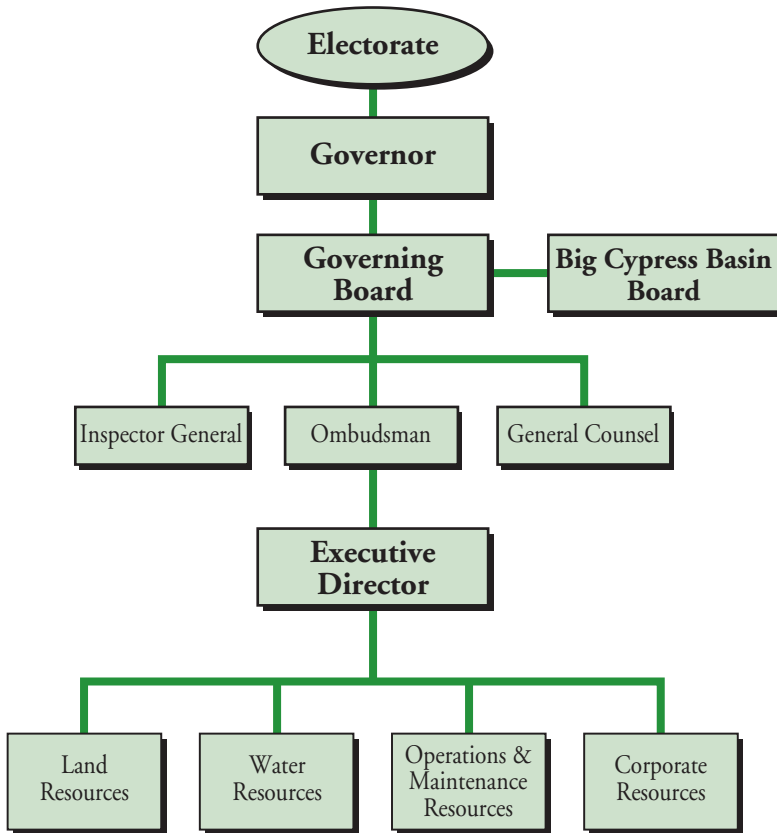 Electorate
Governor
Governing
Board
Big Cypress Basin
Board
Inspector General
Ombudsman
General Counsel
Executive
Director
Land
Resources
Water
Resources
Operations &
Maintenance
Resources
Corporate
Resources